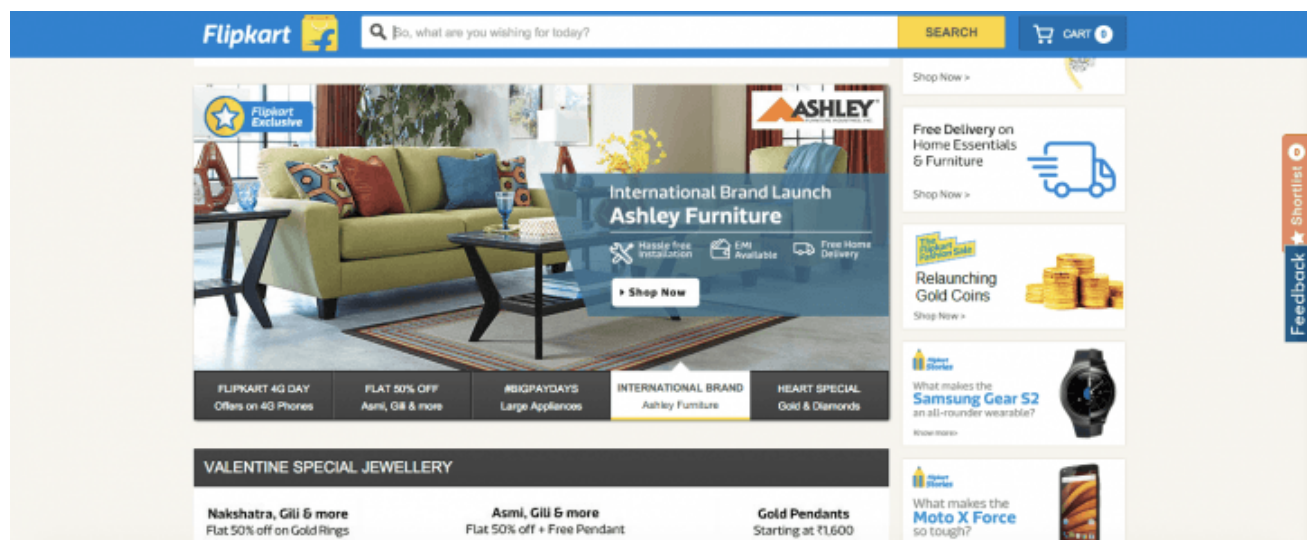 Flipkart
So, what are you wishing for today?
SEARCH
CART 0
Flipkart
Exclusive
ASHLEY
International Brand Launch
Ashley Furniture
Hassle free
Installation
EMI
Available
Free Home
Delivery
Shop Now
FLIPKART 4G DAY
Offers on 4G Phones
FLAT 50% OFF
Asmi, Gili & more
#BIGPAYDAYS
Large Appliances
INTERNATIONAL BRAND
Ashley Furniture
HEART SPECIAL
Gold & Diamonds
VALENTINE SPECIAL JEWELLERY
Nakshatra, Gili & more
Flat 50% off on Gold Rings
Asmi, Gili & more
Flat 50% off + Free Pendant
Gold Pendants
Starting at ₹1,600
Shop Now >
Free Delivery on
Home Essentials
& Furniture
Shop Now >
The
Flipkart
Fashion Sale
Relaunching
Gold Coins
Shop Now >
Flipkart
Stories
What makes the
Samsung Gear S2
an all-rounder wearable?
Know more>
Flipkart
Stories
What makes the
Moto X Force
so tough?
Shortlist 0
Feedback